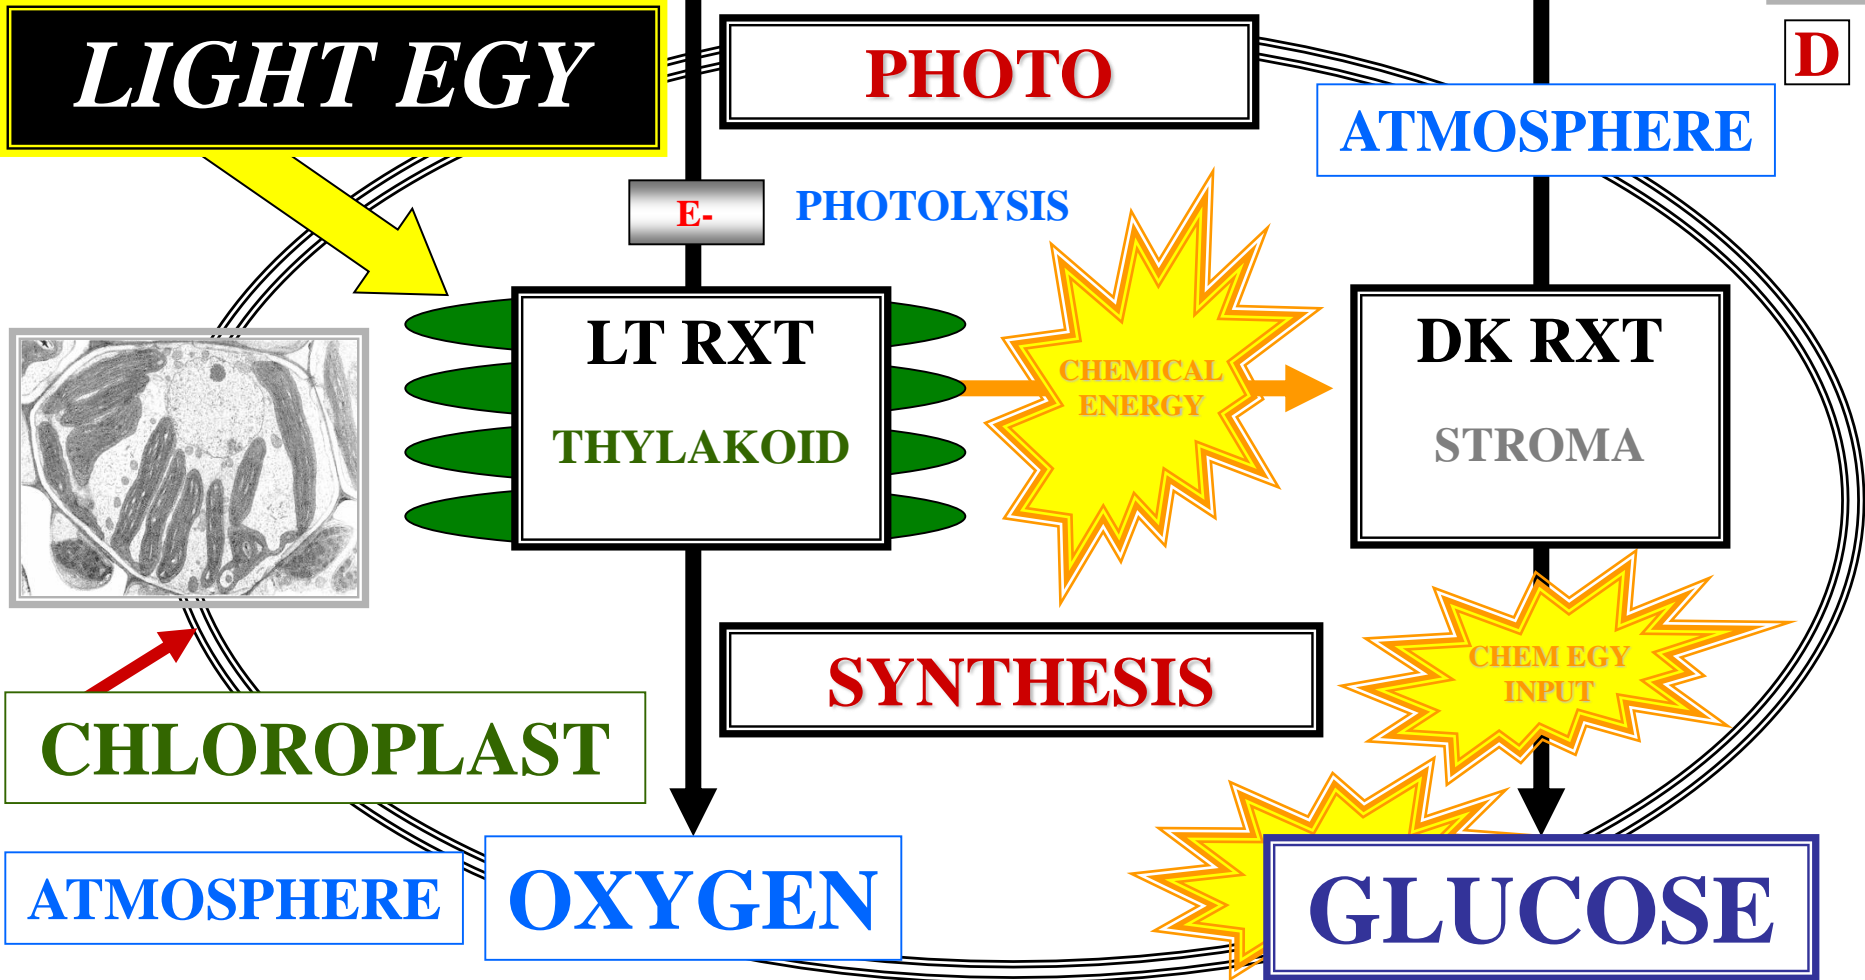 LIGHT EGY
PHOTO
D
ATMOSPHERE
E-
PHOTOLYSIS
LT RXT
THYLAKOID
CHEMICAL
ENERGY
DK RXT
STROMA
SYNTHESIS
CHEM EGY
INPUT
CHLOROPLAST
ATMOSPHERE
OXYGEN
GLUCOSE